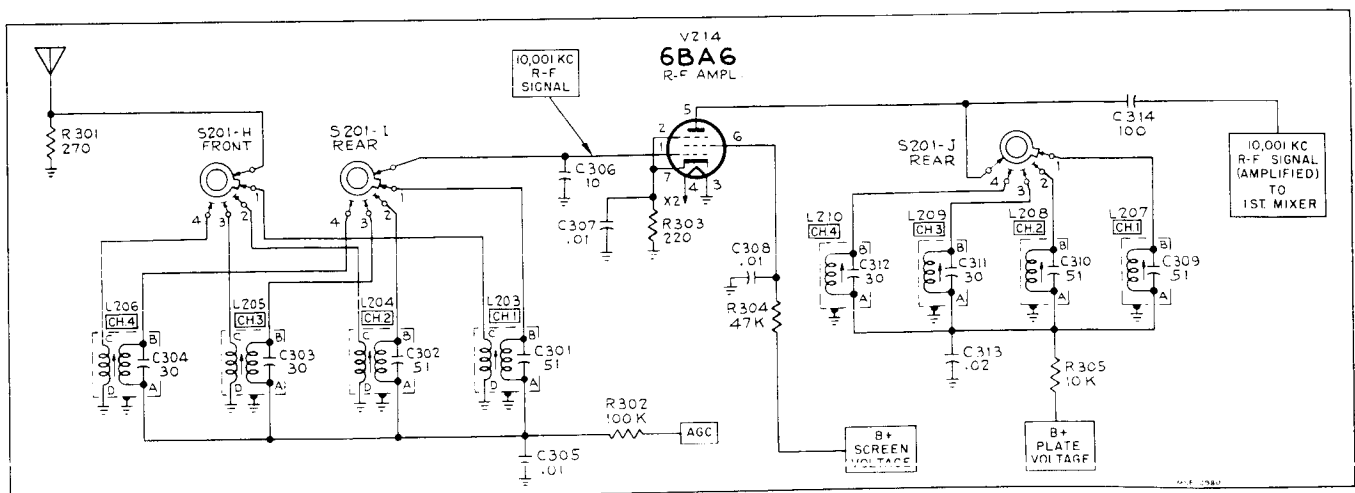 V214
6BA6
R-F AMPL.
10,001 KC
R-F
SIGNAL
R301
270
S201-H
FRONT
S201-I
REAR
4
3
2
1
4
3
2
1
C306
10
2
1
7
5
6
4
3
X2
C307
.01
R303
220
C308
.01
R304
47K
S201-J
REAR
4
3
2
1
C314
100
10,001 KC
R-F SIGNAL
(AMPLIFIED)
TO
1ST. MIXER
L210
CH.4
B
C312
30
A
L209
CH.3
B
C311
30
A
L208
CH.2
B
C310
51
A
L207
CH.1
B
C309
51
A
L206
CH.4
C
B
C304
30
D
A
L205
CH.3
C
B
C303
30
D
A
L204
CH.2
C
B
C302
51
D
A
L203
CH.1
C
B
C301
51
D
A
C313
.02
R305
10K
R302
100K
AGC
C305
.01
B+
SCREEN
VOLTAGE
B+
PLATE
VOLTAGE